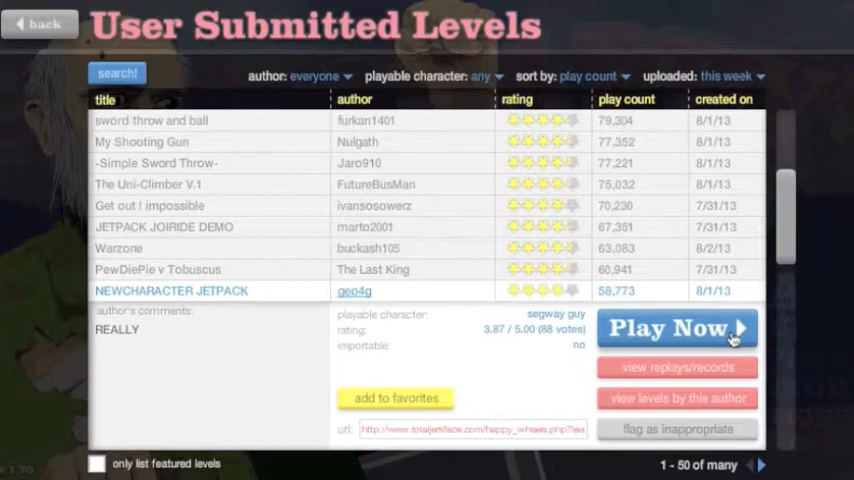 back
User Submitted Levels
search!
author: everyone playable character: any sort by: play count uploaded: this week
title author rating play count created on
sword throw and ball furkan1401 79,304 8/1/13
My Shooting Gun Nulgath 77,352 8/1/13
-Simple Sword Throw- Jaro910 77,221 8/1/13
The Uni-Climber V.1 FutureBusMan 75,032 8/1/13
Get out ! impossible ivansosowerz 70,230 7/31/13
JETPACK JOIRIDE DEMO marto2001 67,351 7/31/13
Warzone buckash105 63,083 8/2/13
PewDiePie v Tobuscus The Last King 60,941 7/31/13
NEWCHARACTER JETPACK geo4g 58,773 8/1/13
author's comments:
REALLY
playable character: segway guy
rating: 3.87 / 5.00 (88 votes)
importable: no
Play Now
view replays/records
add to favorites
view levels by this author
url: http://www.totaljerkface.com/happy_wheels.php?lev
flag as inappropriate
only list featured levels
1 - 50 of many